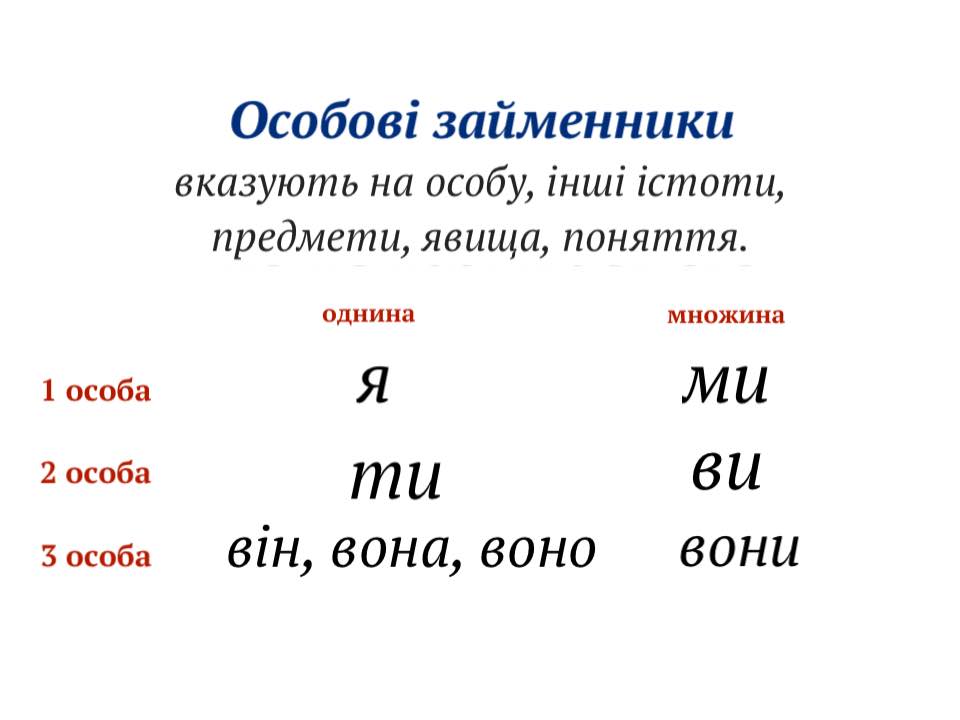 Особові займенники
вказують на особу, інші істоти,
предмети, явища, поняття.
однина множина
1 особа я ми
2 особа ти ви
3 особа він, вона, воно вони